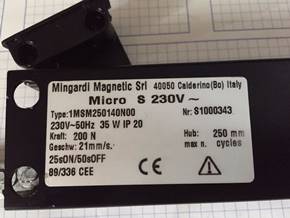 Mingardi Magnetic Srl 40050 Calderino(Bo) Italy
Micro S 230V ~
Type:1MSM250140N00 Nr: S1000343
230V~50Hz 35 W IP 20
Kraft: 200 N Hub: 250 mm
Geschw: 21mm/s. max n. cycles
25sON/50sOFF
89/336 CEE